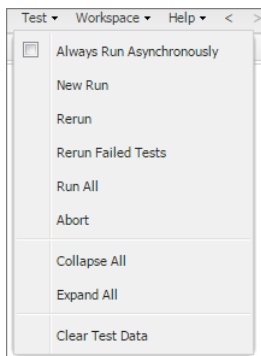 Test ▾ Workspace ▾ Help ▾ < >
Always Run Asynchronously
New Run
Rerun
Rerun Failed Tests
Run All
Abort
Collapse All
Expand All
Clear Test Data